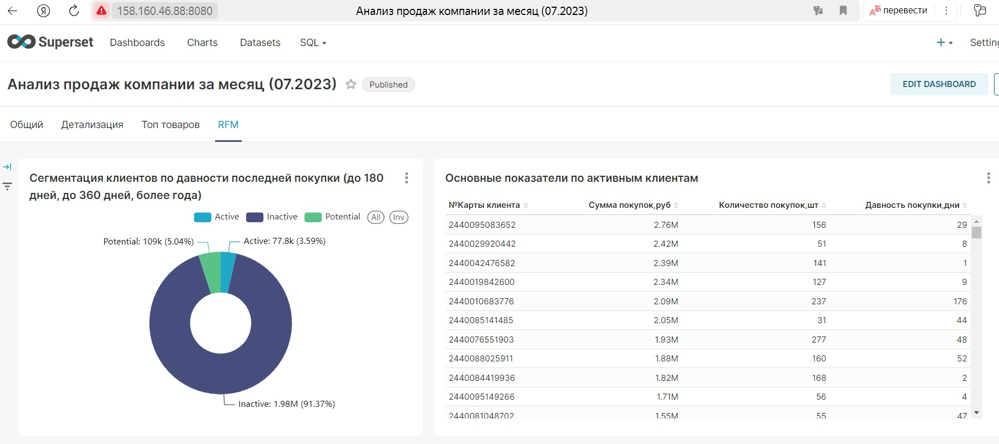 158.160.46.88:8080
Анализ продаж компании за месяц (07.2023)
перевести
Superset Dashboards Charts Datasets SQL
Анализ продаж компании за месяц (07.2023) Published EDIT DASHBOARD
Общий Детализация Топ товаров RFM
Сегментация клиентов по давности последней покупки (до 180
дней, до 360 дней, более года)
Active Inactive Potential All Inv
Potential: 109k (5.04%) Active: 77.8k (3.59%)
Inactive: 1.98M (91.37%)
Основные показатели по активным клиентам
№Карты клиента Сумма покупок,руб Количество покупок,шт Давность покупки,дни
2440095083652 2.76M 156 29
2440029920442 2.42M 51 8
2440042476582 2.39M 141 1
2440019842600 2.34M 127 9
2440010683776 2.09M 237 176
2440085141485 2.05M 31 44
2440076551903 1.93M 277 48
2440088025911 1.88M 160 52
2440084419936 1.82M 168 2
2440095149266 1.71M 56 4
2440081048702 1.55M 55 47